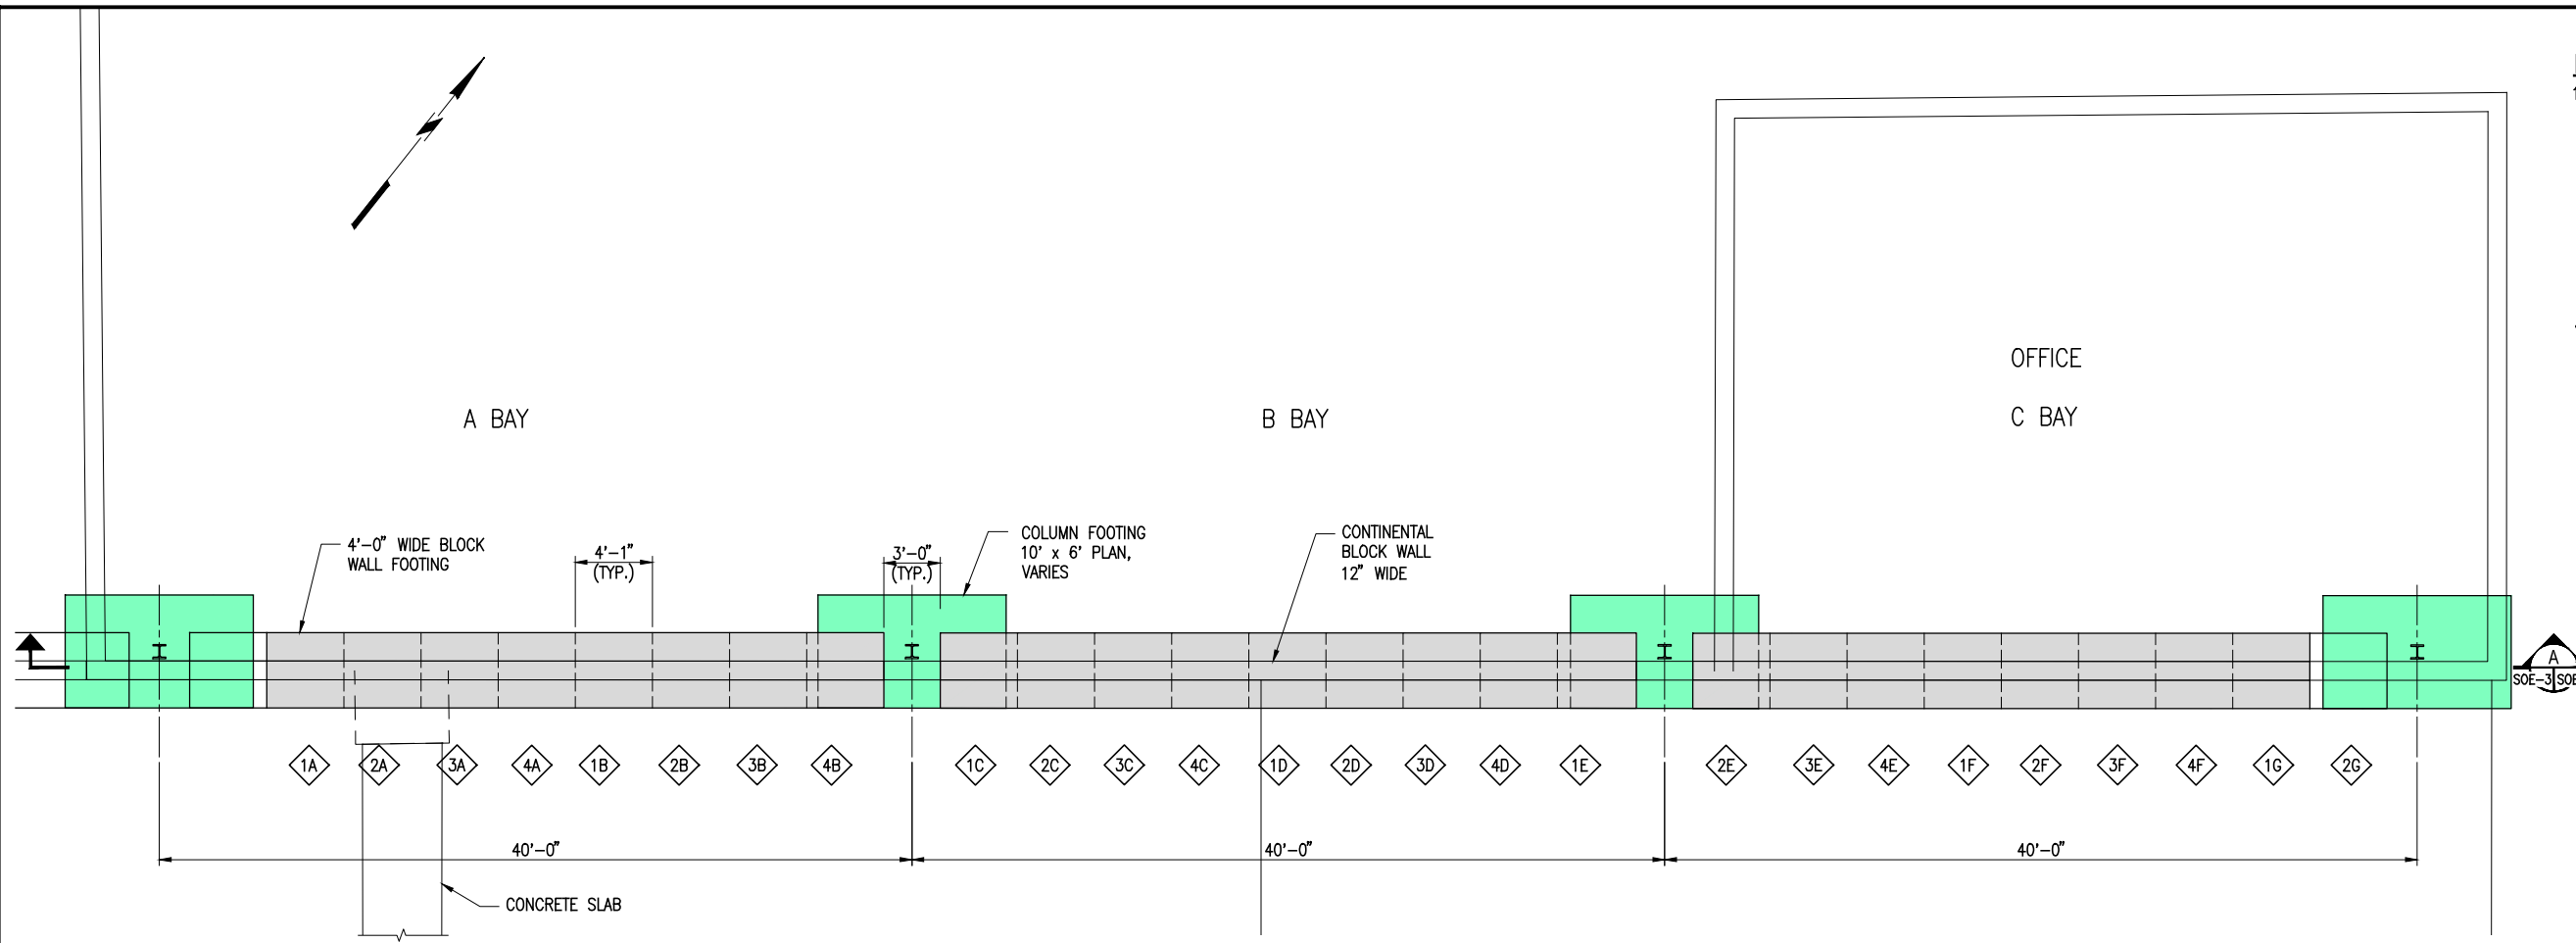 OFFICE
A BAY
B BAY
C BAY
4'-0" WIDE BLOCK
WALL FOOTING
4'-1"
(TYP.)
3'-0"
(TYP.)
COLUMN FOOTING
10' x 6' PLAN,
VARIES
CONTINENTAL
BLOCK WALL
12" WIDE
A
SOE-3 SOE
1A 2A 3A 4A 1B 2B 3B 4B 1C 2C 3C 4C 1D 2D 3D 4D 1E 2E 3E 4E 1F 2F 3F 4F 1G 2G
40'-0" 40'-0" 40'-0"
CONCRETE SLAB